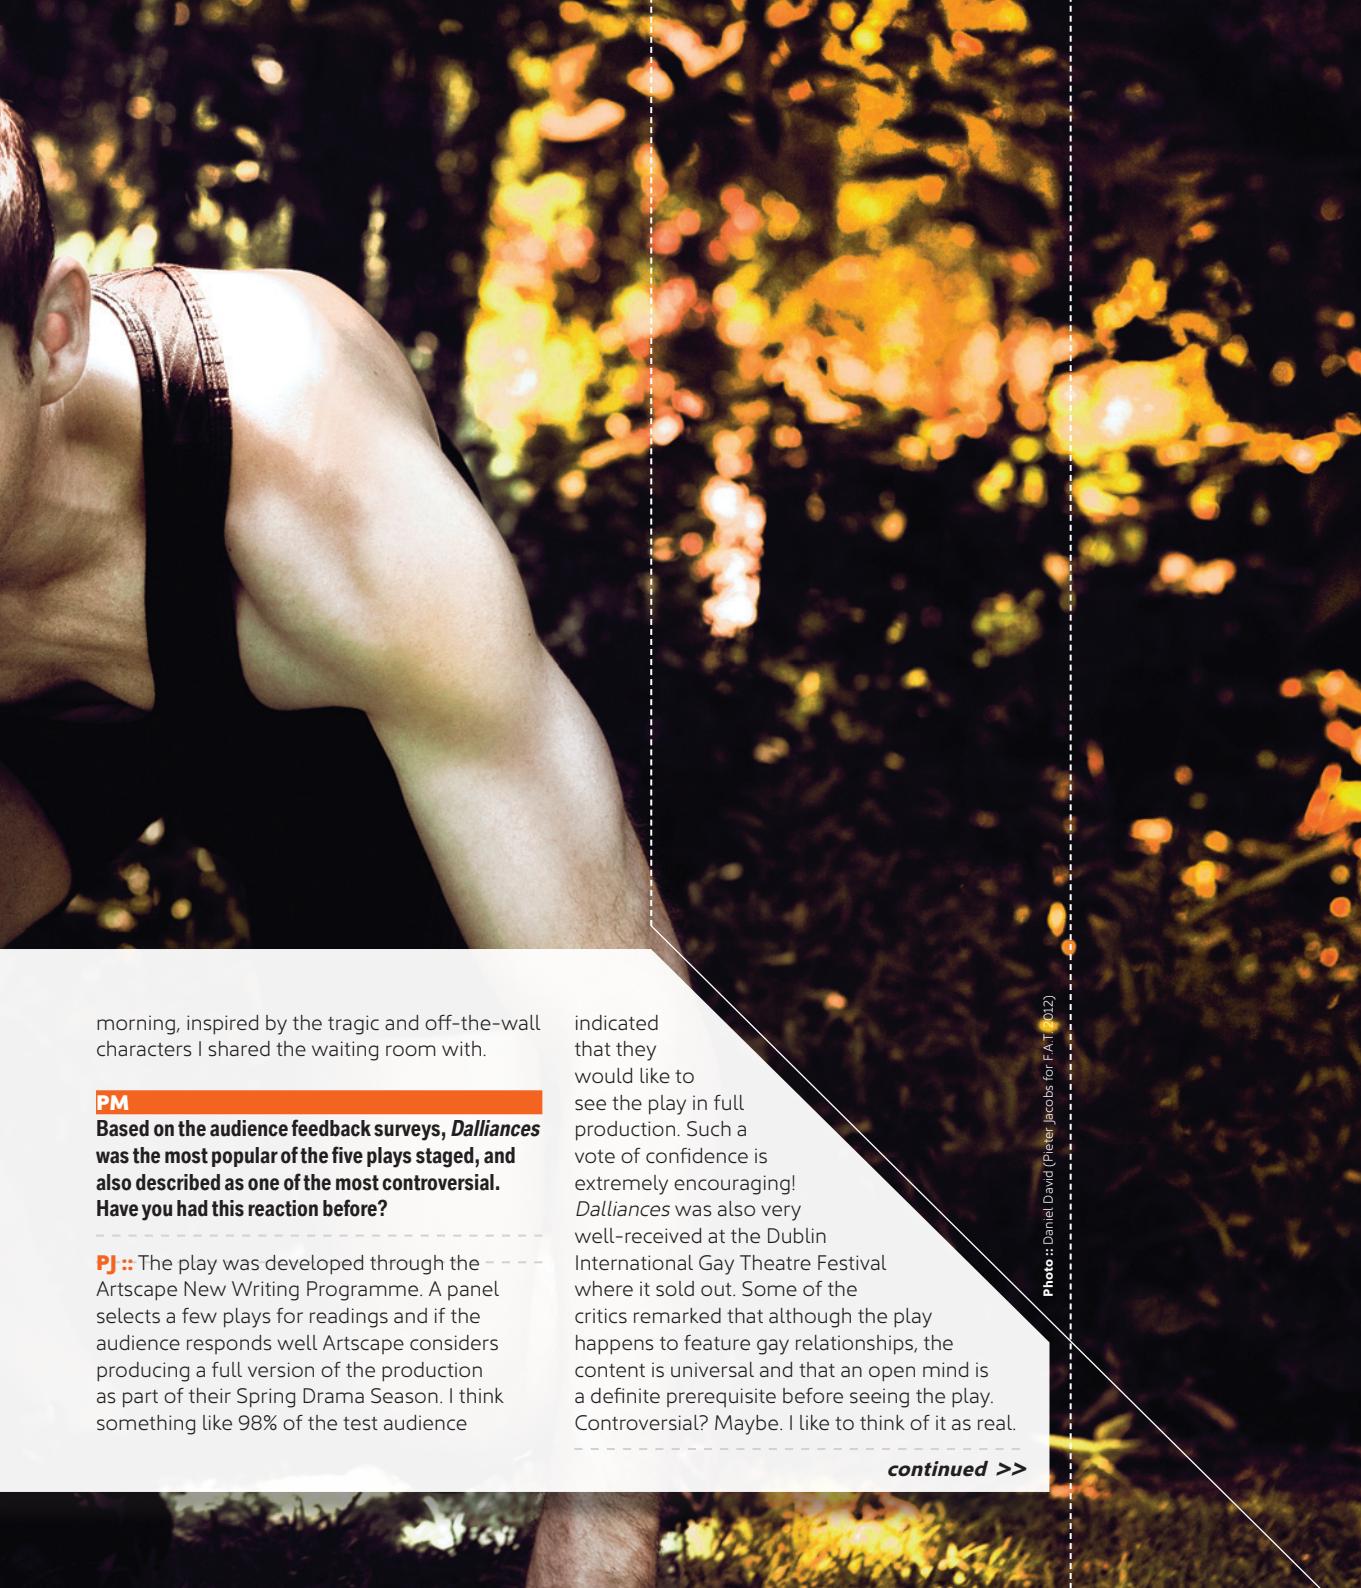 morning, inspired by the tragic and off-the-wall
characters I shared the waiting room with.
PM
Based on the audience feedback surveys, Dalliances
was the most popular of the five plays staged, and
also described as one of the most controversial.
Have you had this reaction before?
PJ :: The play was developed through the
Artscape New Writing Programme. A panel
selects a few plays for readings and if the
audience responds well Artscape considers
producing a full version of the production
as part of their Spring Drama Season. I think
something like 98% of the test audience
indicated
that they
would like to
see the play in full
production. Such a
vote of confidence is
extremely encouraging!
Dalliances was also very
well-received at the Dublin
International Gay Theatre Festival
where it sold out. Some of the
critics remarked that although the play
happens to feature gay relationships, the
content is universal and that an open mind is
a definite prerequisite before seeing the play.
Controversial? Maybe. I like to think of it as real.
continued >>
Photo :: Daniel David (Pieter Jacobs for F.A.T. 2012)